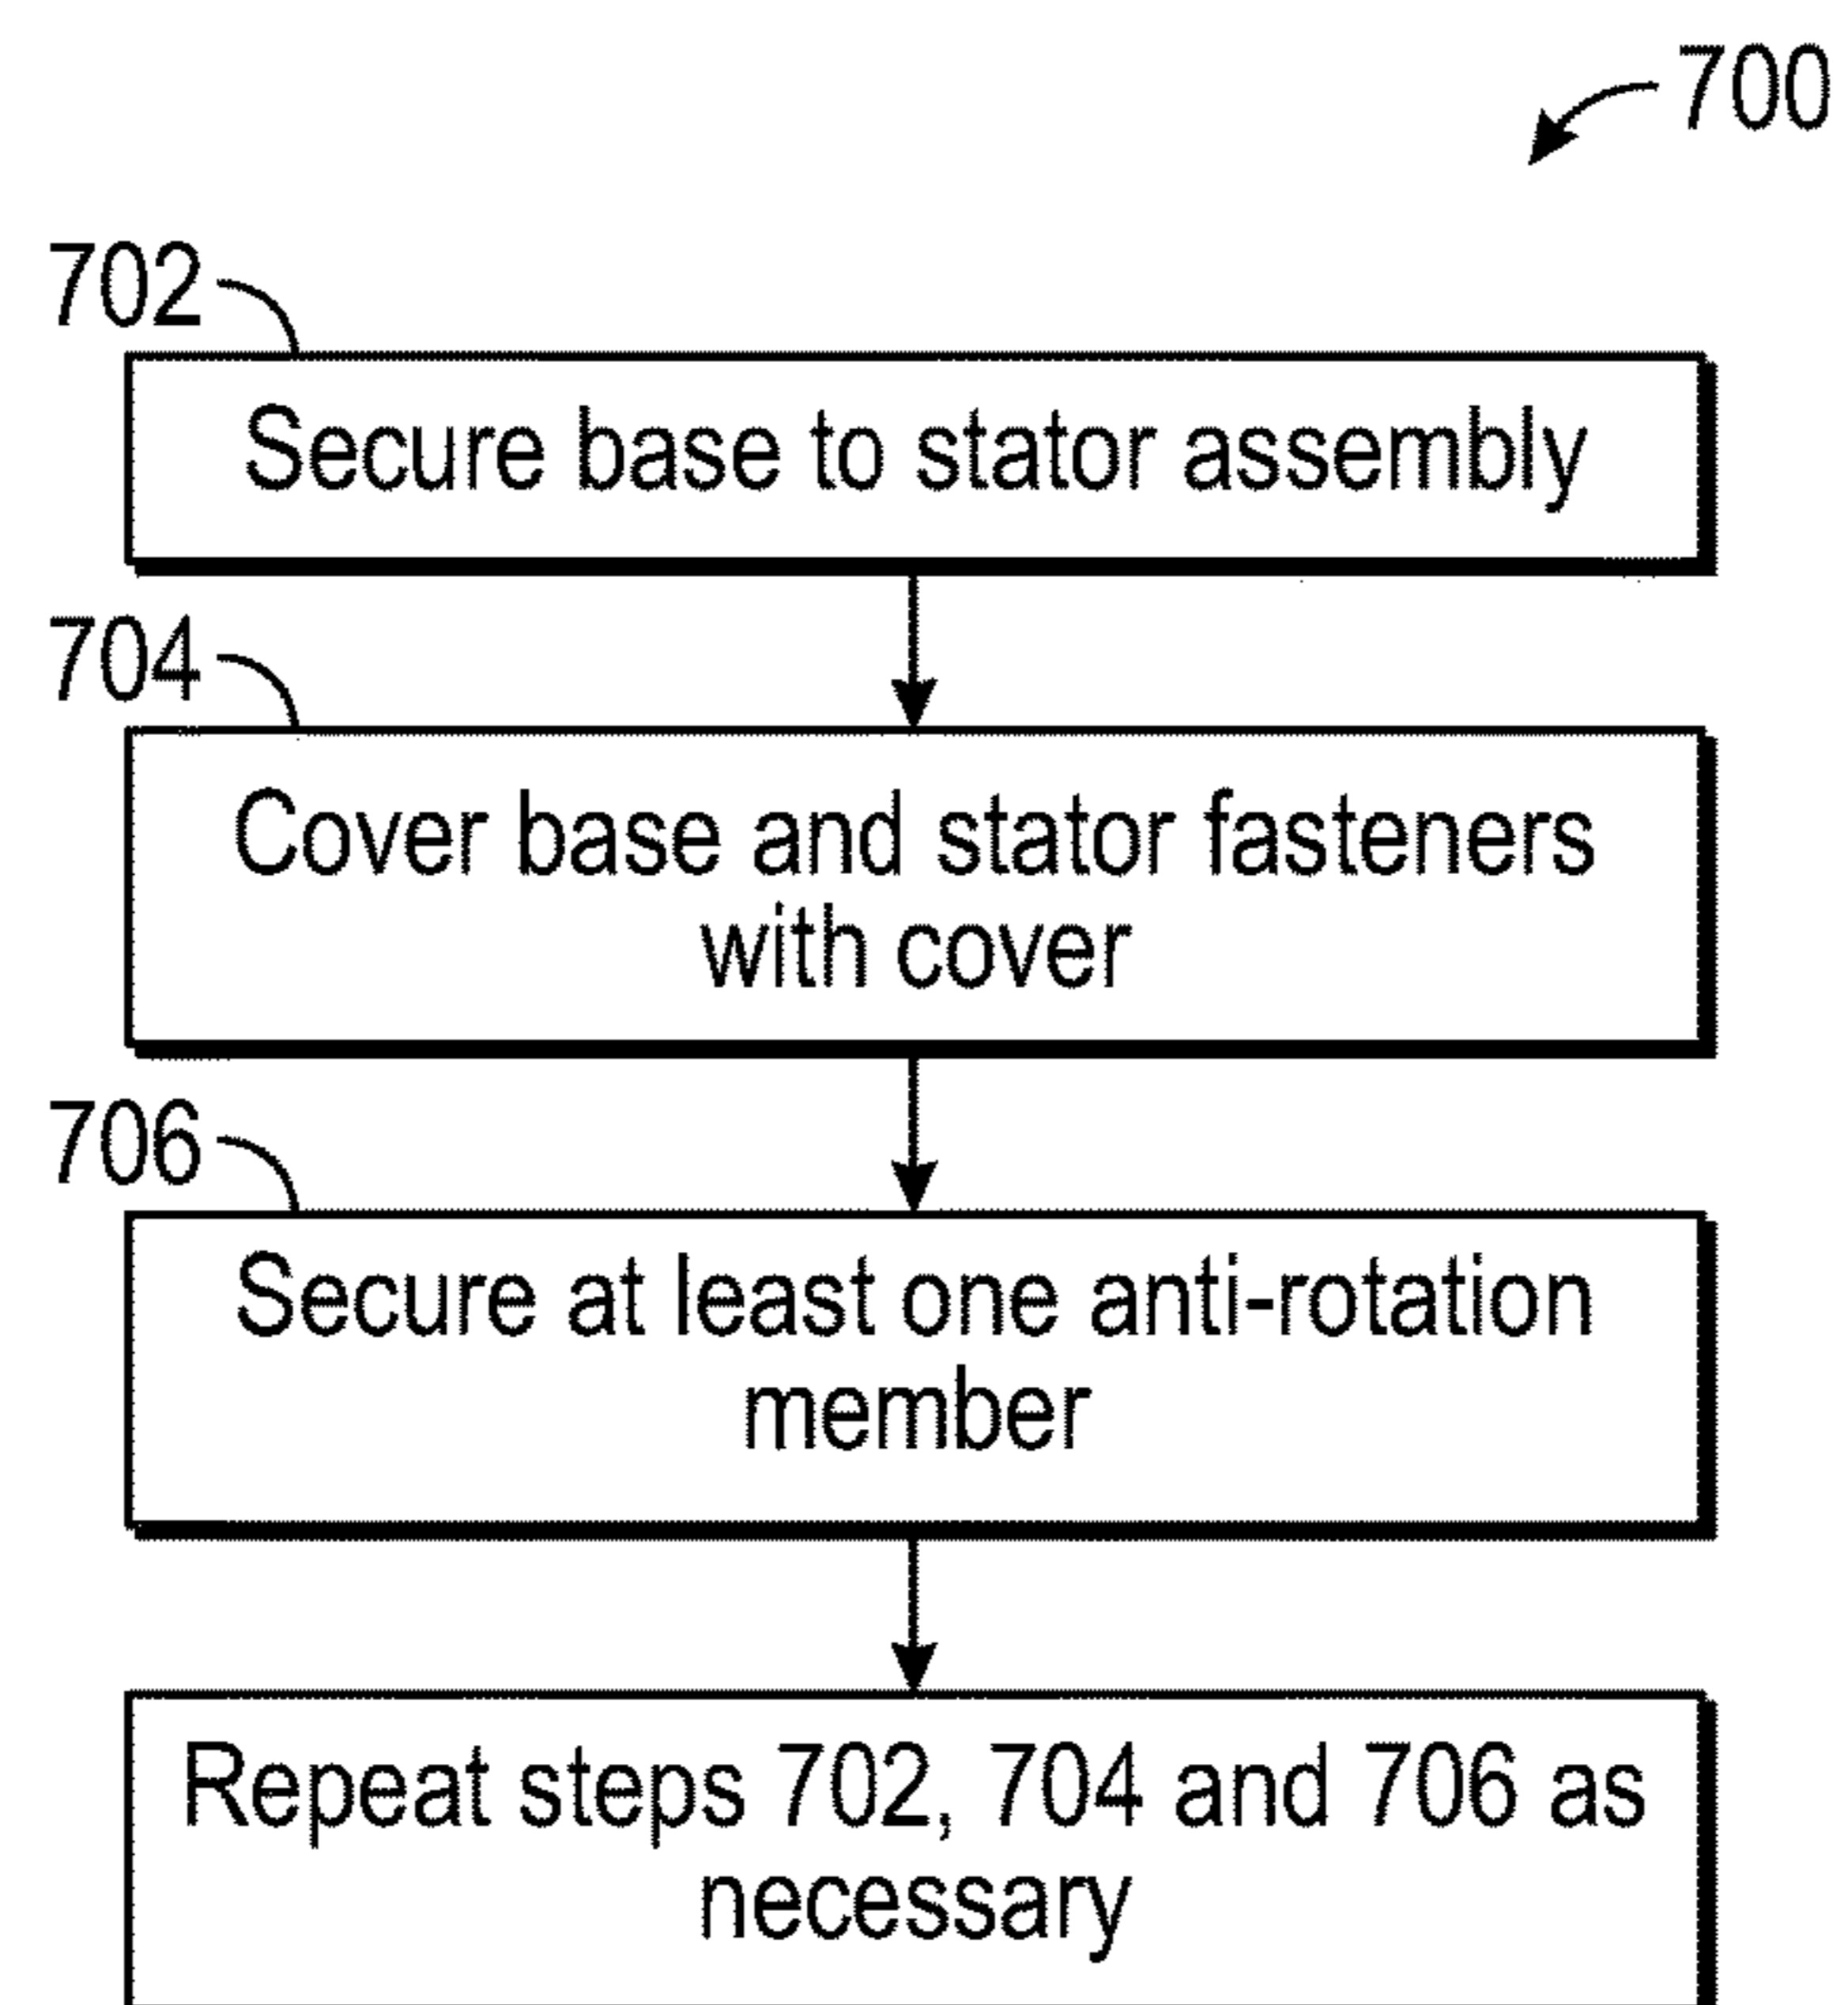 700
702
Secure base to stator assembly
704
Cover base and stator fasteners
with cover
706
Secure at least one anti-rotation
member
Repeat steps 702, 704 and 706 as
necessary